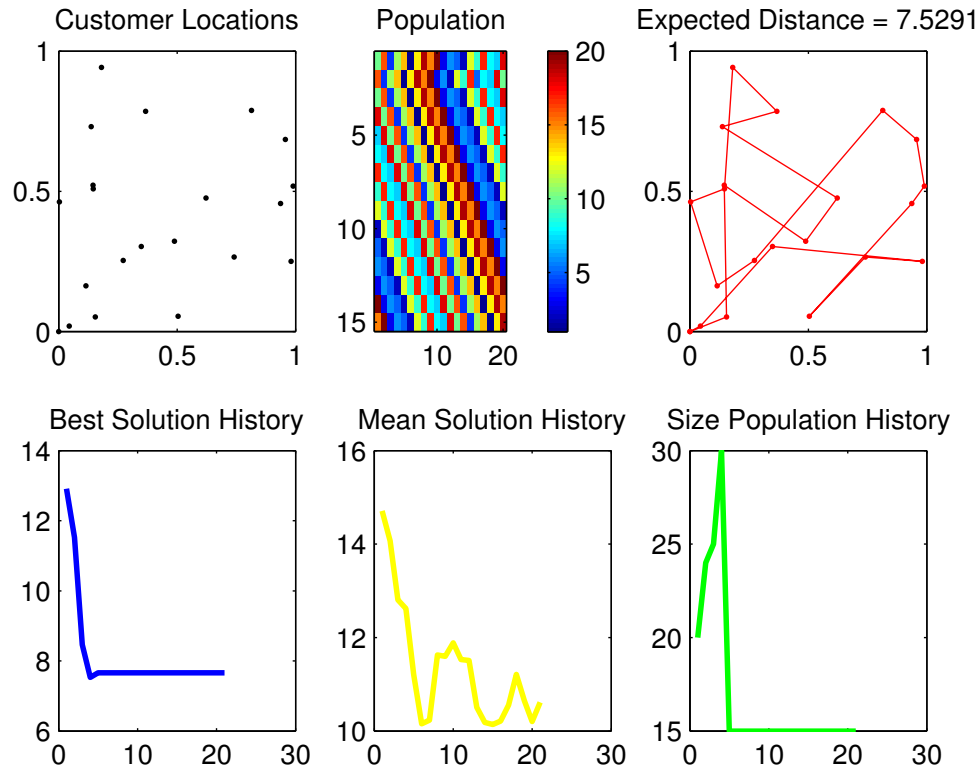 Customer Locations
1
0.5
0
0 0.5 1
Population
5
10
15
10 20
20
15
10
5
Expected Distance = 7.5291
1
0.5
0
0 0.5 1
Best Solution History
14
12
10
8
6
0 10 20 30
Mean Solution History
16
14
12
10
0 10 20 30
Size Population History
30
25
20
15
0 10 20 30